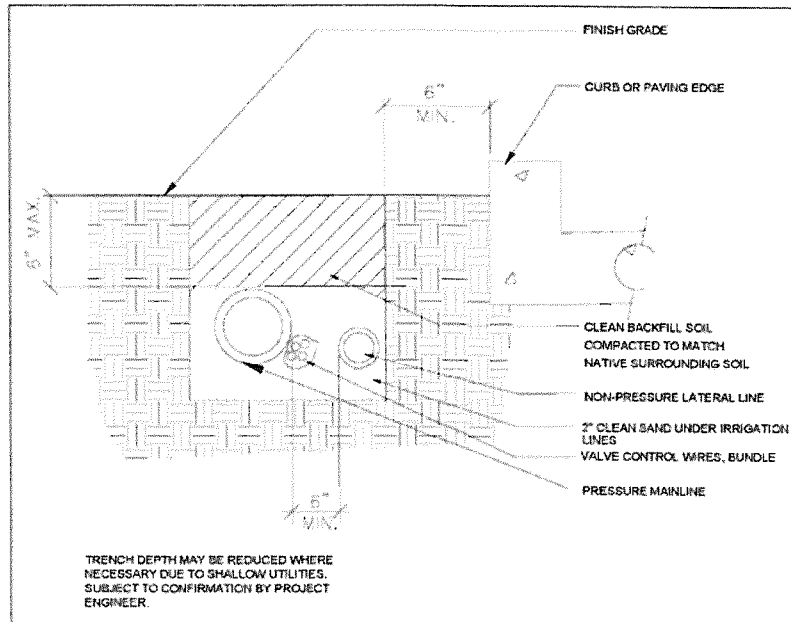 FINISH GRADE
6"
MIN.
CURB OR PAVING EDGE
6" MAX.
CLEAN BACKFILL SOIL
COMPACTED TO MATCH
NATIVE SURROUNDING SOIL
NON-PRESSURE LATERAL LINE
2" CLEAN SAND UNDER IRRIGATION
LINES
VALVE CONTROL WIRES, BUNDLE
PRESSURE MAINLINE
6"
MIN.
TRENCH DEPTH MAY BE REDUCED WHERE
NECESSARY DUE TO SHALLOW UTILITIES.
SUBJECT TO CONFIRMATION BY PROJECT
ENGINEER.